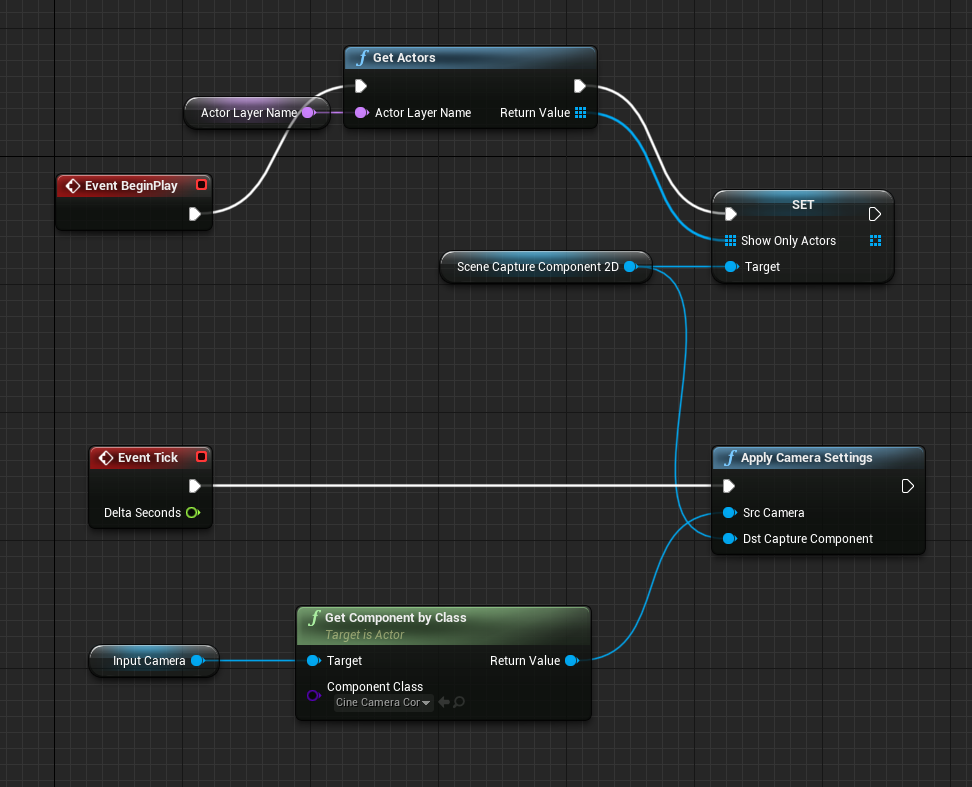 f Get Actors
Actor Layer Name
Actor Layer Name Return Value
Event BeginPlay
SET
Show Only Actors
Scene Capture Component 2D
Target
Event Tick
Delta Seconds
f Apply Camera Settings
Src Camera
Dst Capture Component
f Get Component by Class
Target is Actor
Input Camera
Target Return Value
Component Class
Cine Camera Cor